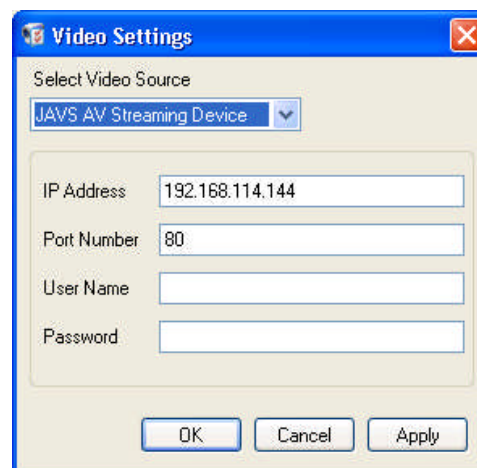 Video Settings
Select Video Source
JAVS AV Streaming Device
IP Address 192.168.114.144
Port Number 80
User Name
Password
OK Cancel Apply